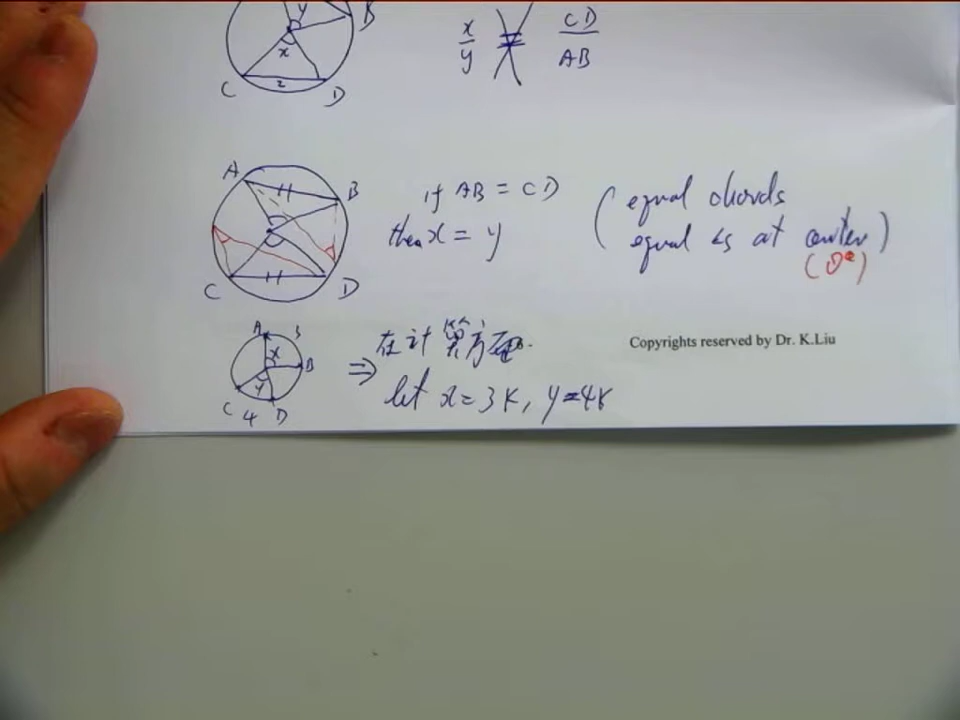 y B
x
C z D
x/y CD/AB
A B
C D
if AB = CD
then x = y
( equal chords
equal ∠s at center )
A 3
x B
y
C 4 D
⇒ 在計算方面
let x = 3k, y = 4k
Copyrights reserved by Dr. K.Liu